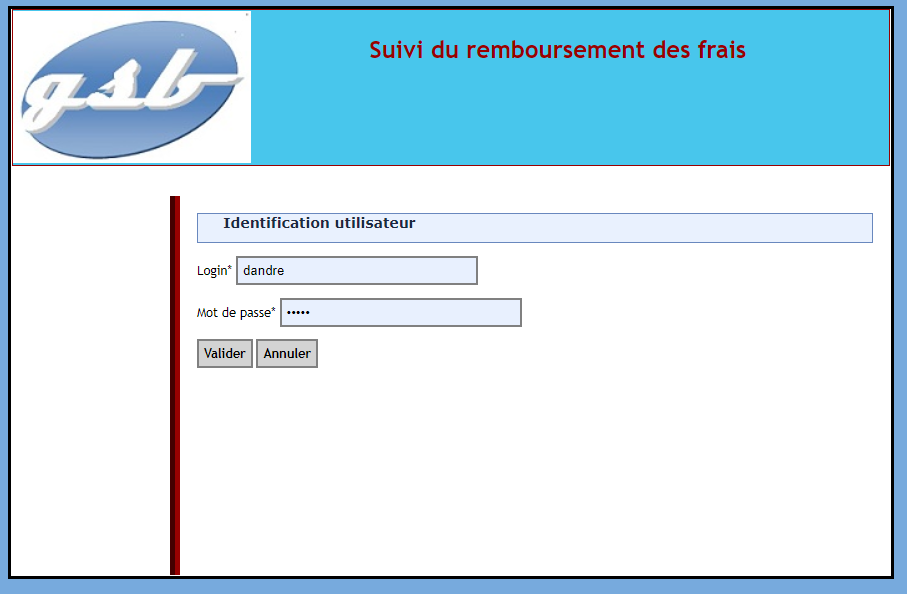 gsb
Suivi du remboursement des frais
Identification utilisateur
Login* dandre
Mot de passe* •••••
Valider Annuler